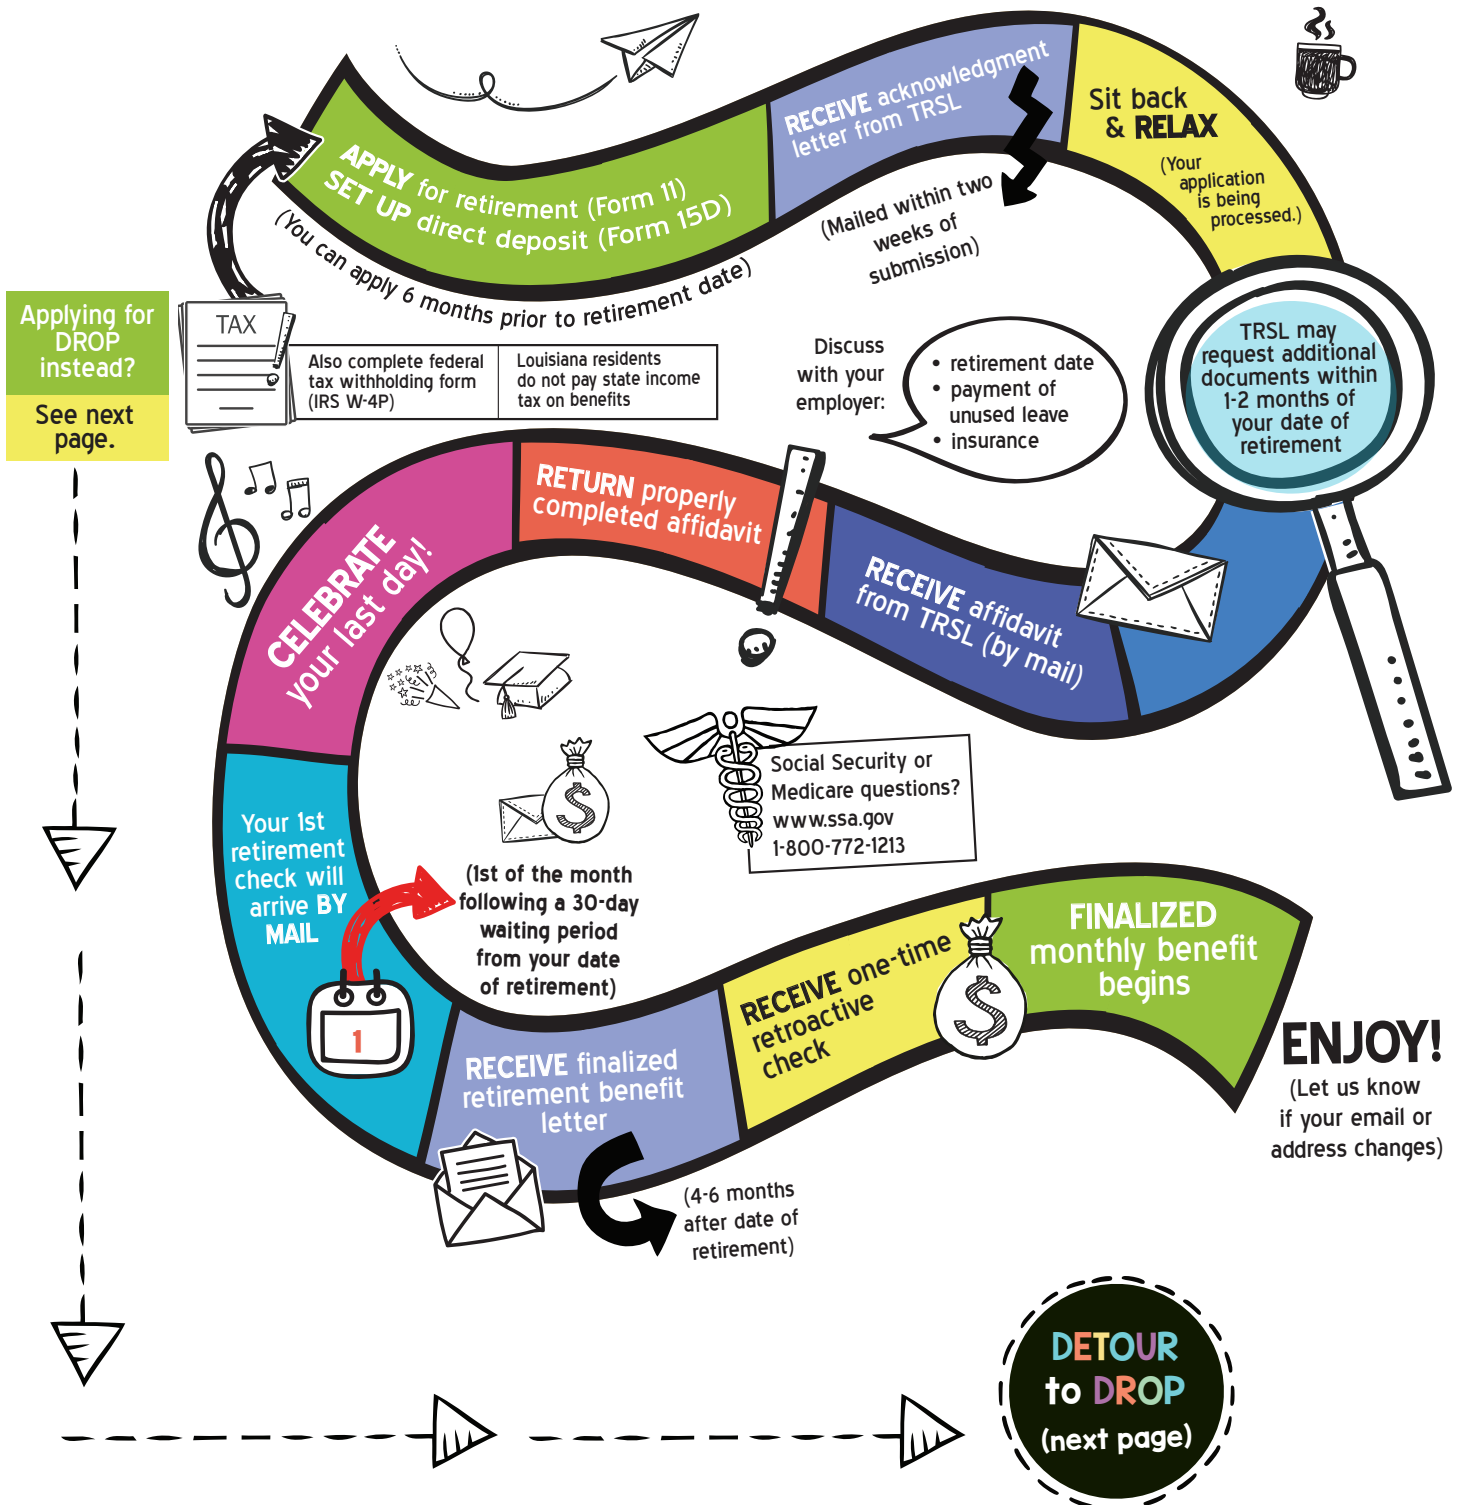 APPLY for retirement (Form 11)
SET UP direct deposit (Form 15D)
(You can apply 6 months prior to retirement date)
RECEIVE acknowledgment
letter from TRSL
(Mailed within two
weeks of
submission)
Sit back
& RELAX
(Your
application
is being
processed.)
Applying for
DROP
instead?
See next
page.
TAX
Also complete federal
tax withholding form
(IRS W-4P)
Louisiana residents
do not pay state income
tax on benefits
Discuss
with your
employer:
• retirement date
• payment of
unused leave
• insurance
TRSL may
request additional
documents within
1-2 months of
your date of
retirement
RECEIVE affidavit
from TRSL (by mail)
RETURN properly
completed affidavit
CELEBRATE
your last day!
Social Security or
Medicare questions?
www.ssa.gov
1-800-772-1213
Your 1st
retirement
check will
arrive BY
MAIL
1
(1st of the month
following a 30-day
waiting period
from your date
of retirement)
$
RECEIVE finalized
retirement benefit
letter
(4-6 months
after date of
retirement)
RECEIVE one-time
retroactive
check
$
FINALIZED
monthly benefit
begins
ENJOY!
(Let us know
if your email or
address changes)
DETOUR
to DROP
(next page)